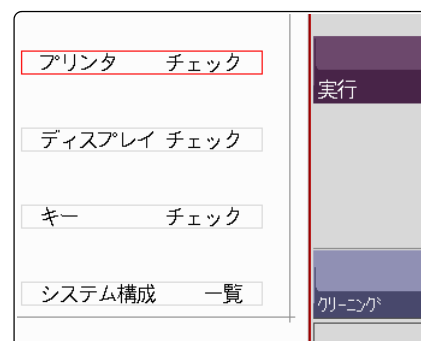 プリンタ　　チェック
実行
ディスプレイ チェック
キー　　　　チェック
システム構成　　一覧
ｸﾘｰﾆﾝｸﾞ